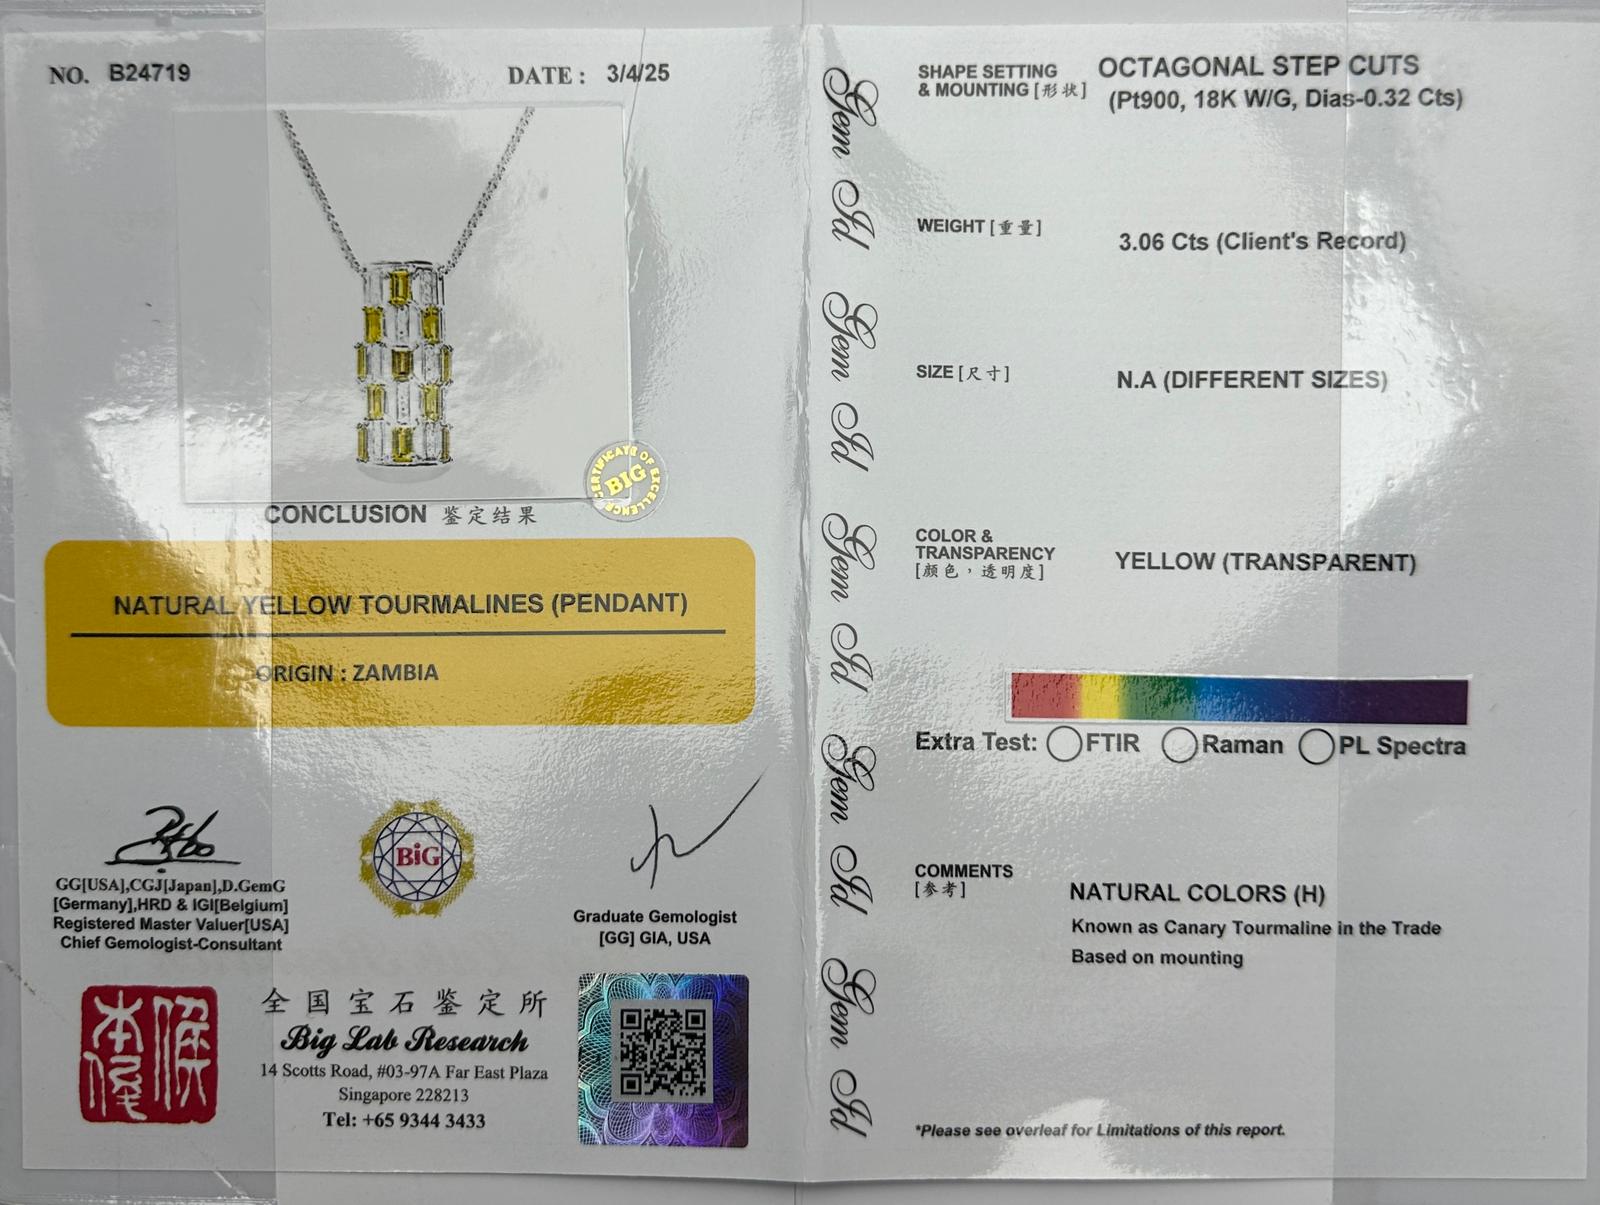 NO. B24719
DATE : 3/4/25
CERTIFICATE OF EXCELLENCE
BIG
CONCLUSION 鉴定结果
NATURAL YELLOW TOURMALINES (PENDANT)
ORIGIN : ZAMBIA
BiG
GG[USA],CGJ[Japan],D.GemG
[Germany],HRD & IGI[Belgium]
Registered Master Valuer[USA]
Chief Gemologist-Consultant
Graduate Gemologist
[GG] GIA, USA
全国宝石鉴定所
Big Lab Research
14 Scotts Road, #03-97A Far East Plaza
Singapore 228213
Tel: +65 9344 3433
Gem Id Gem Id Gem Id Gem Id Gem Id
SHAPE SETTING
& MOUNTING [形状]
OCTAGONAL STEP CUTS
(Pt900, 18K W/G, Dias-0.32 Cts)
WEIGHT [重量]
3.06 Cts (Client's Record)
SIZE [尺寸]
N.A (DIFFERENT SIZES)
COLOR &
TRANSPARENCY
[颜色，透明度]
YELLOW (TRANSPARENT)
Extra Test: FTIR Raman PL Spectra
COMMENTS
[参考]
NATURAL COLORS (H)
Known as Canary Tourmaline in the Trade
Based on mounting
*Please see overleaf for Limitations of this report.